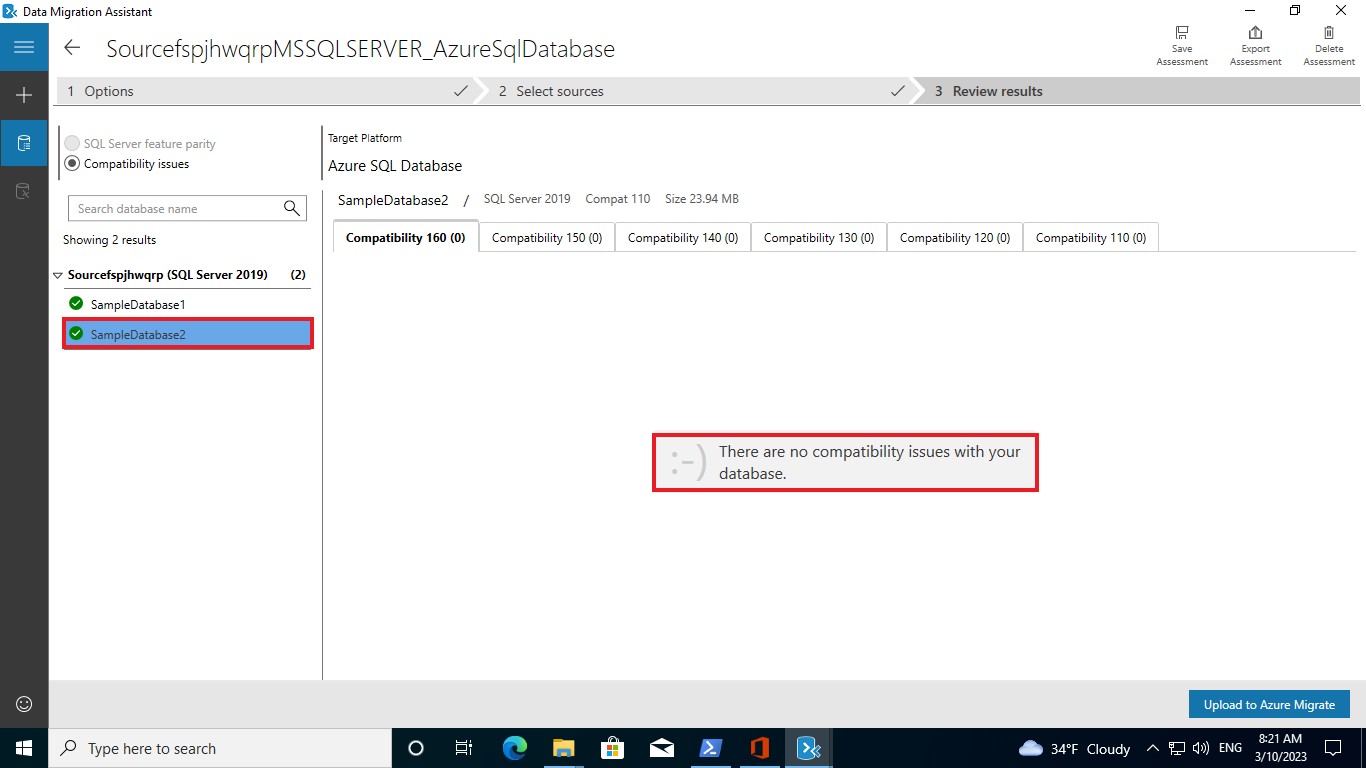 Data Migration Assistant
SourcefspjhwqrpMSSQLSERVER_AzureSqlDatabase
Save
Assessment
Export
Assessment
Delete
Assessment
1 Options
2 Select sources
3 Review results
SQL Server feature parity
Compatibility issues
Search database name
Showing 2 results
Sourcefspjhwqrp (SQL Server 2019) (2)
SampleDatabase1
SampleDatabase2
Target Platform
Azure SQL Database
SampleDatabase2 / SQL Server 2019 Compat 110 Size 23.94 MB
Compatibility 160 (0) Compatibility 150 (0) Compatibility 140 (0) Compatibility 130 (0) Compatibility 120 (0) Compatibility 110 (0)
:-)
There are no compatibility issues with your
database.
Upload to Azure Migrate
Type here to search
34°F Cloudy
ENG
8:21 AM
3/10/2023